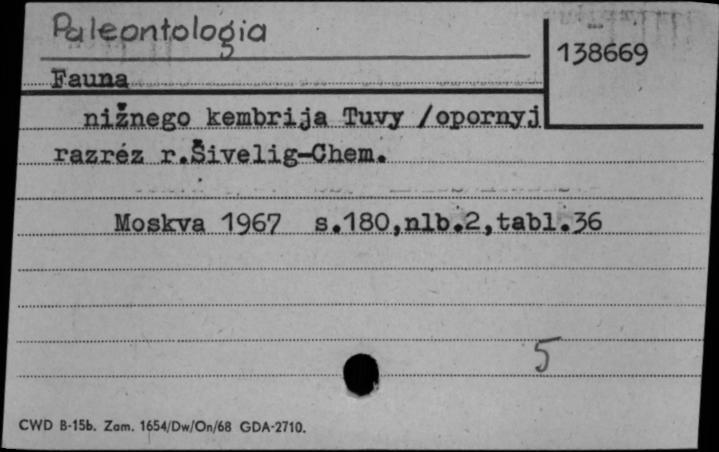 Paleontologia
138669
Fauna
nižnego kembrija Tuvy /opornyj
razréz r.Šivelig-Chem.
Moskva 1967 s.180,nlb.2,tabl.36
5
CWD B-15b. Zam. 1654/Dw/On/68 GDA-2710.